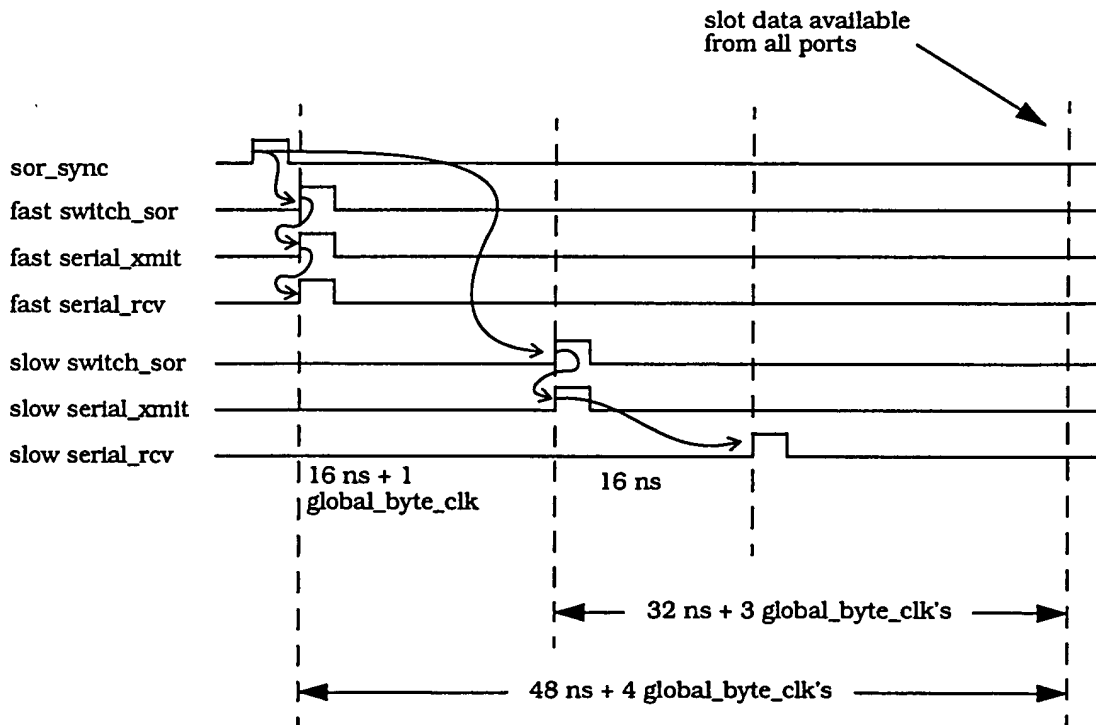 slot data available
from all ports
sor_sync
fast switch_sor
fast serial_xmit
fast serial_rcv
slow switch_sor
slow serial_xmit
slow serial_rcv
16 ns + 1
global_byte_clk
16 ns
32 ns + 3 global_byte_clk's
48 ns + 4 global_byte_clk's